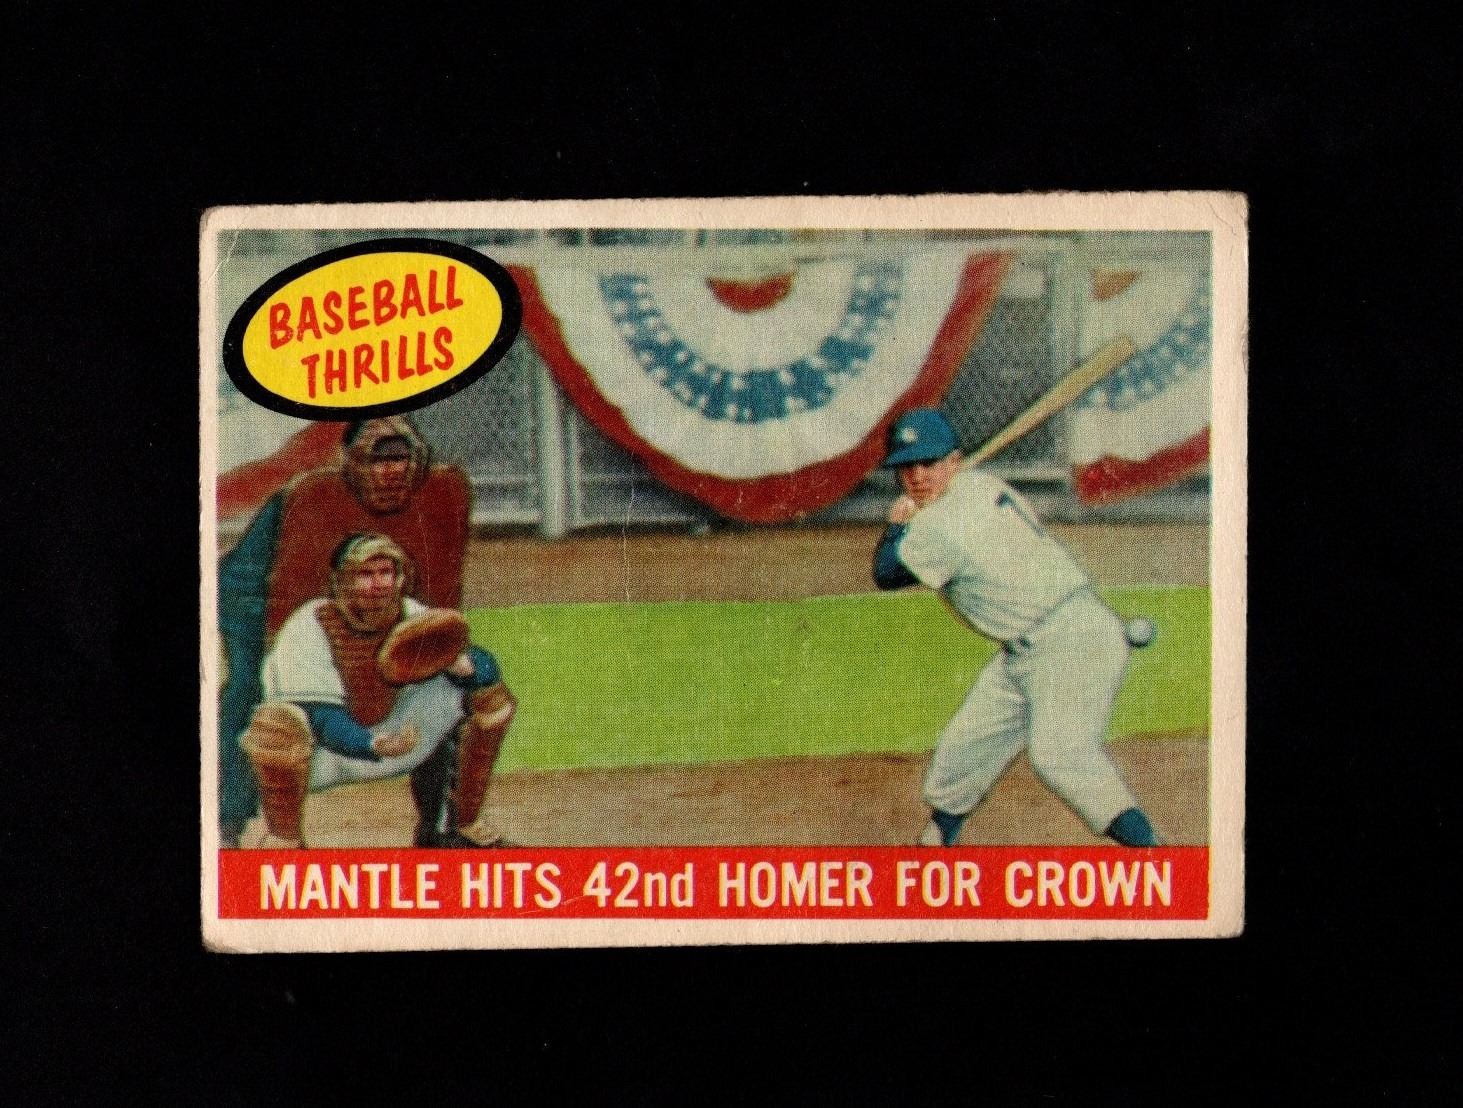 BASEBALL
THRILLS
MANTLE HITS 42nd HOMER FOR CROWN